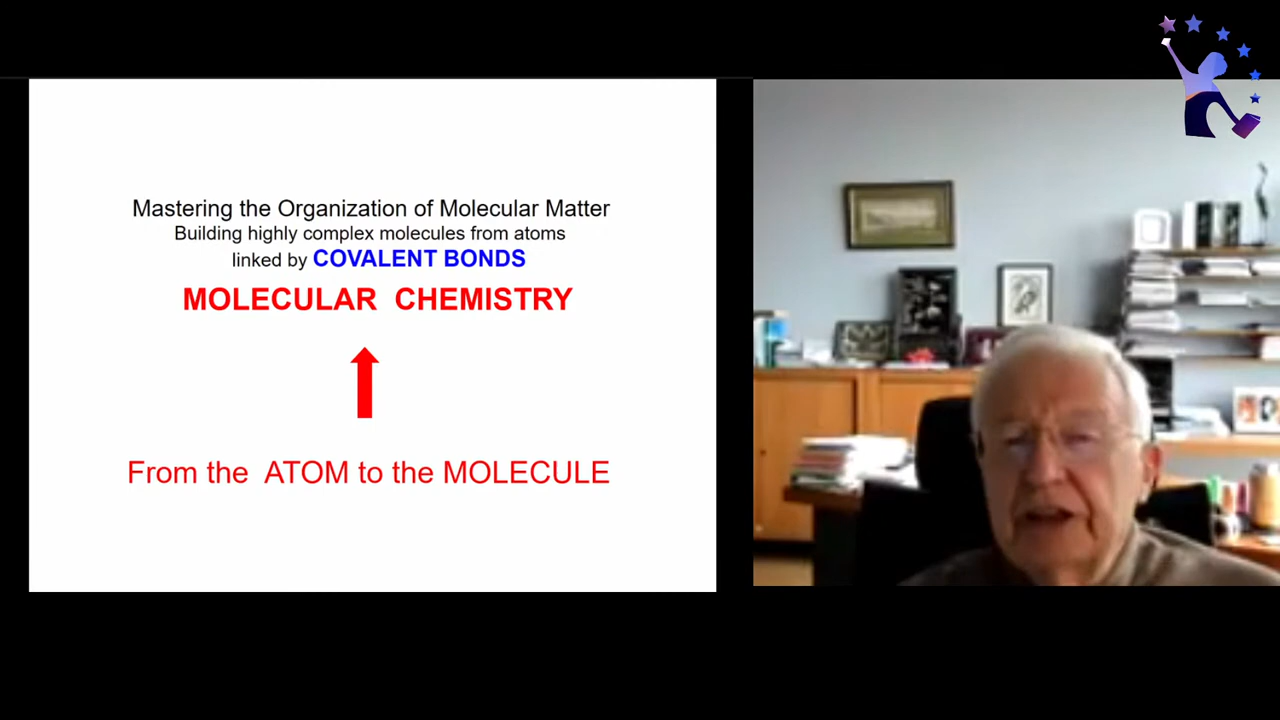 Mastering the Organization of Molecular Matter
Building highly complex molecules from atoms
linked by COVALENT BONDS
MOLECULAR CHEMISTRY
From the ATOM to the MOLECULE